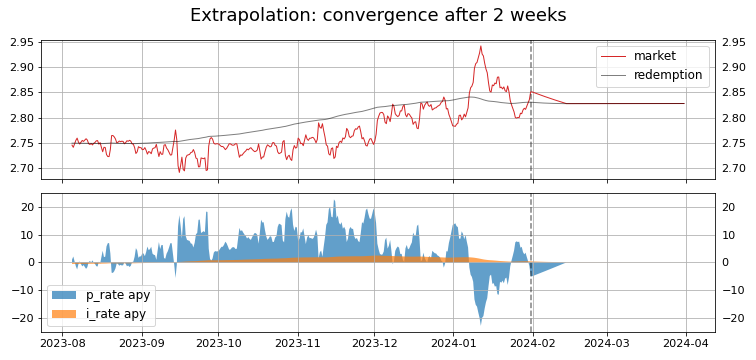 Extrapolation: convergence after 2 weeks
2.95 2.95
2.90 2.90
2.85 2.85
2.80 2.80
2.75 2.75
2.70 2.70
market
redemption
20 20
10 10
0 0
−10 −10
−20 −20
p_rate apy
i_rate apy
2023-08 2023-09 2023-10 2023-11 2023-12 2024-01 2024-02 2024-03 2024-04